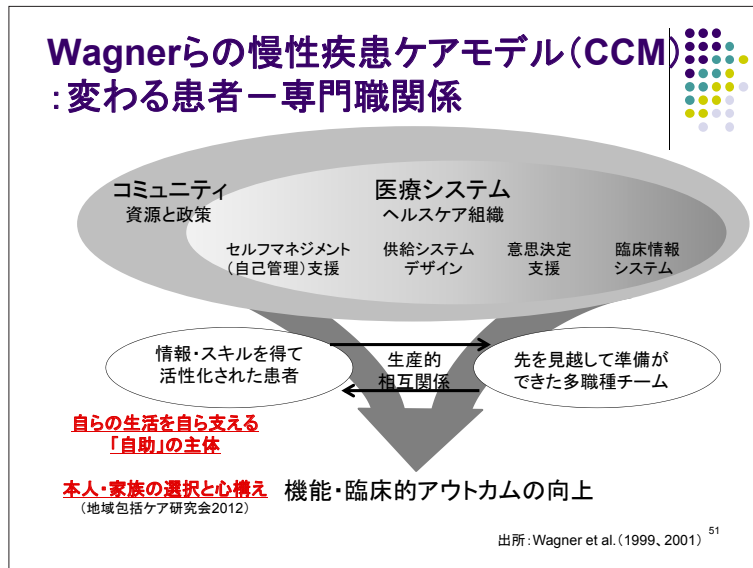 Wagnerらの慢性疾患ケアモデル(CCM)
:変わる患者－専門職関係
コミュニティ
資源と政策
医療システム
ヘルスケア組織
セルフマネジメント
(自己管理)支援
供給システム
デザイン
意思決定
支援
臨床情報
システム
情報・スキルを得て
活性化された患者
生産的
相互関係
先を見越して準備が
できた多職種チーム
自らの生活を自ら支える
「自助」の主体
本人・家族の選択と心構え
(地域包括ケア研究会2012)
機能・臨床的アウトカムの向上
出所:Wagner et al.(1999、2001)
51